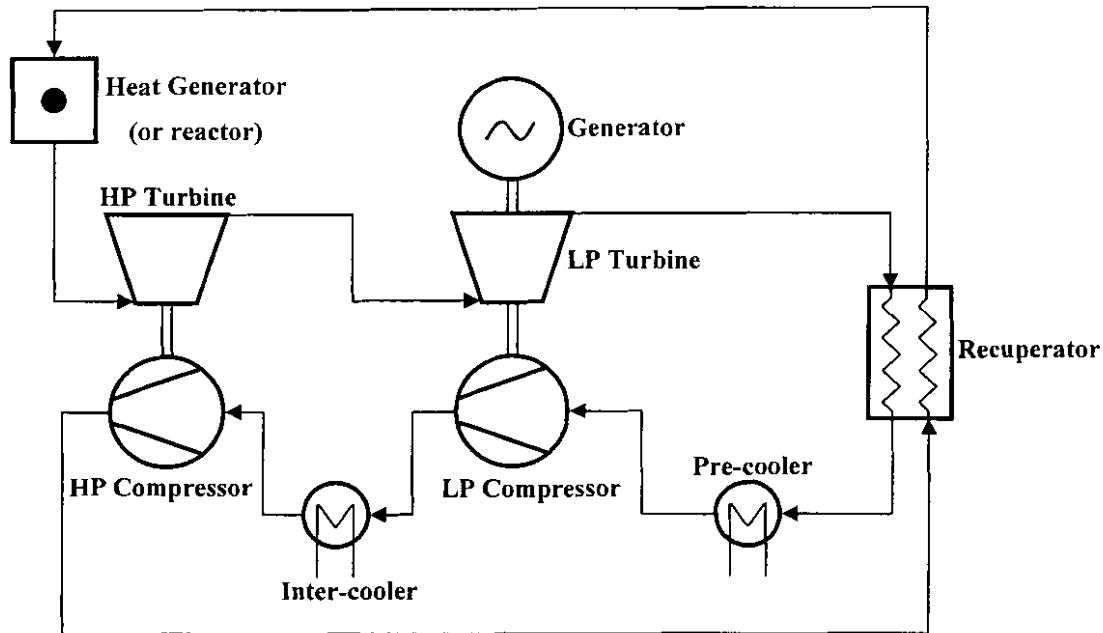 Heat Generator
(or reactor)
Generator
HP Turbine
LP Turbine
Recuperator
Pre-cooler
HP Compressor
LP Compressor
Inter-cooler